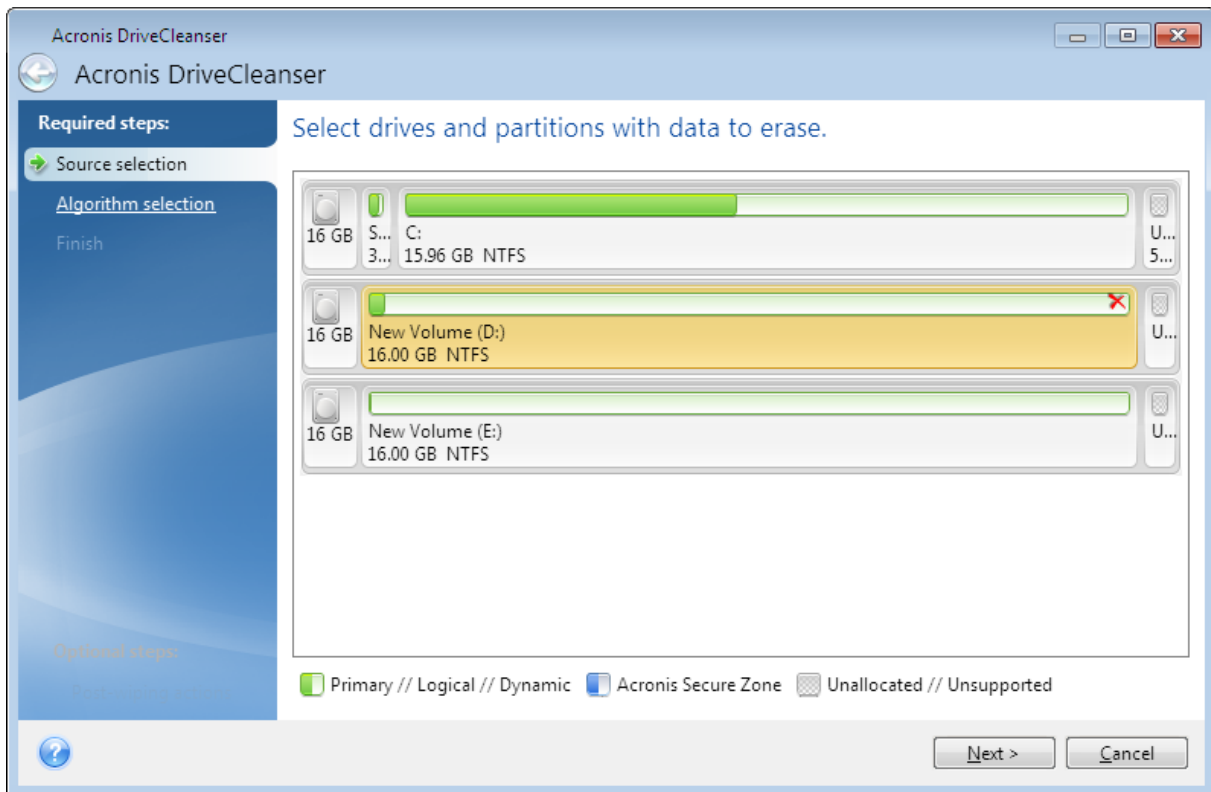 Acronis DriveCleanser
Acronis DriveCleanser
Required steps:
Source selection
Algorithm selection
Finish
Optional steps:
Select drives and partitions with data to erase.
16 GB
S...
3...
C:
15.96 GB NTFS
U...
5...
16 GB
New Volume (D:)
16.00 GB NTFS
U...
16 GB
New Volume (E:)
16.00 GB NTFS
U...
Primary // Logical // Dynamic
Acronis Secure Zone
Unallocated // Unsupported
?
Next >
Cancel